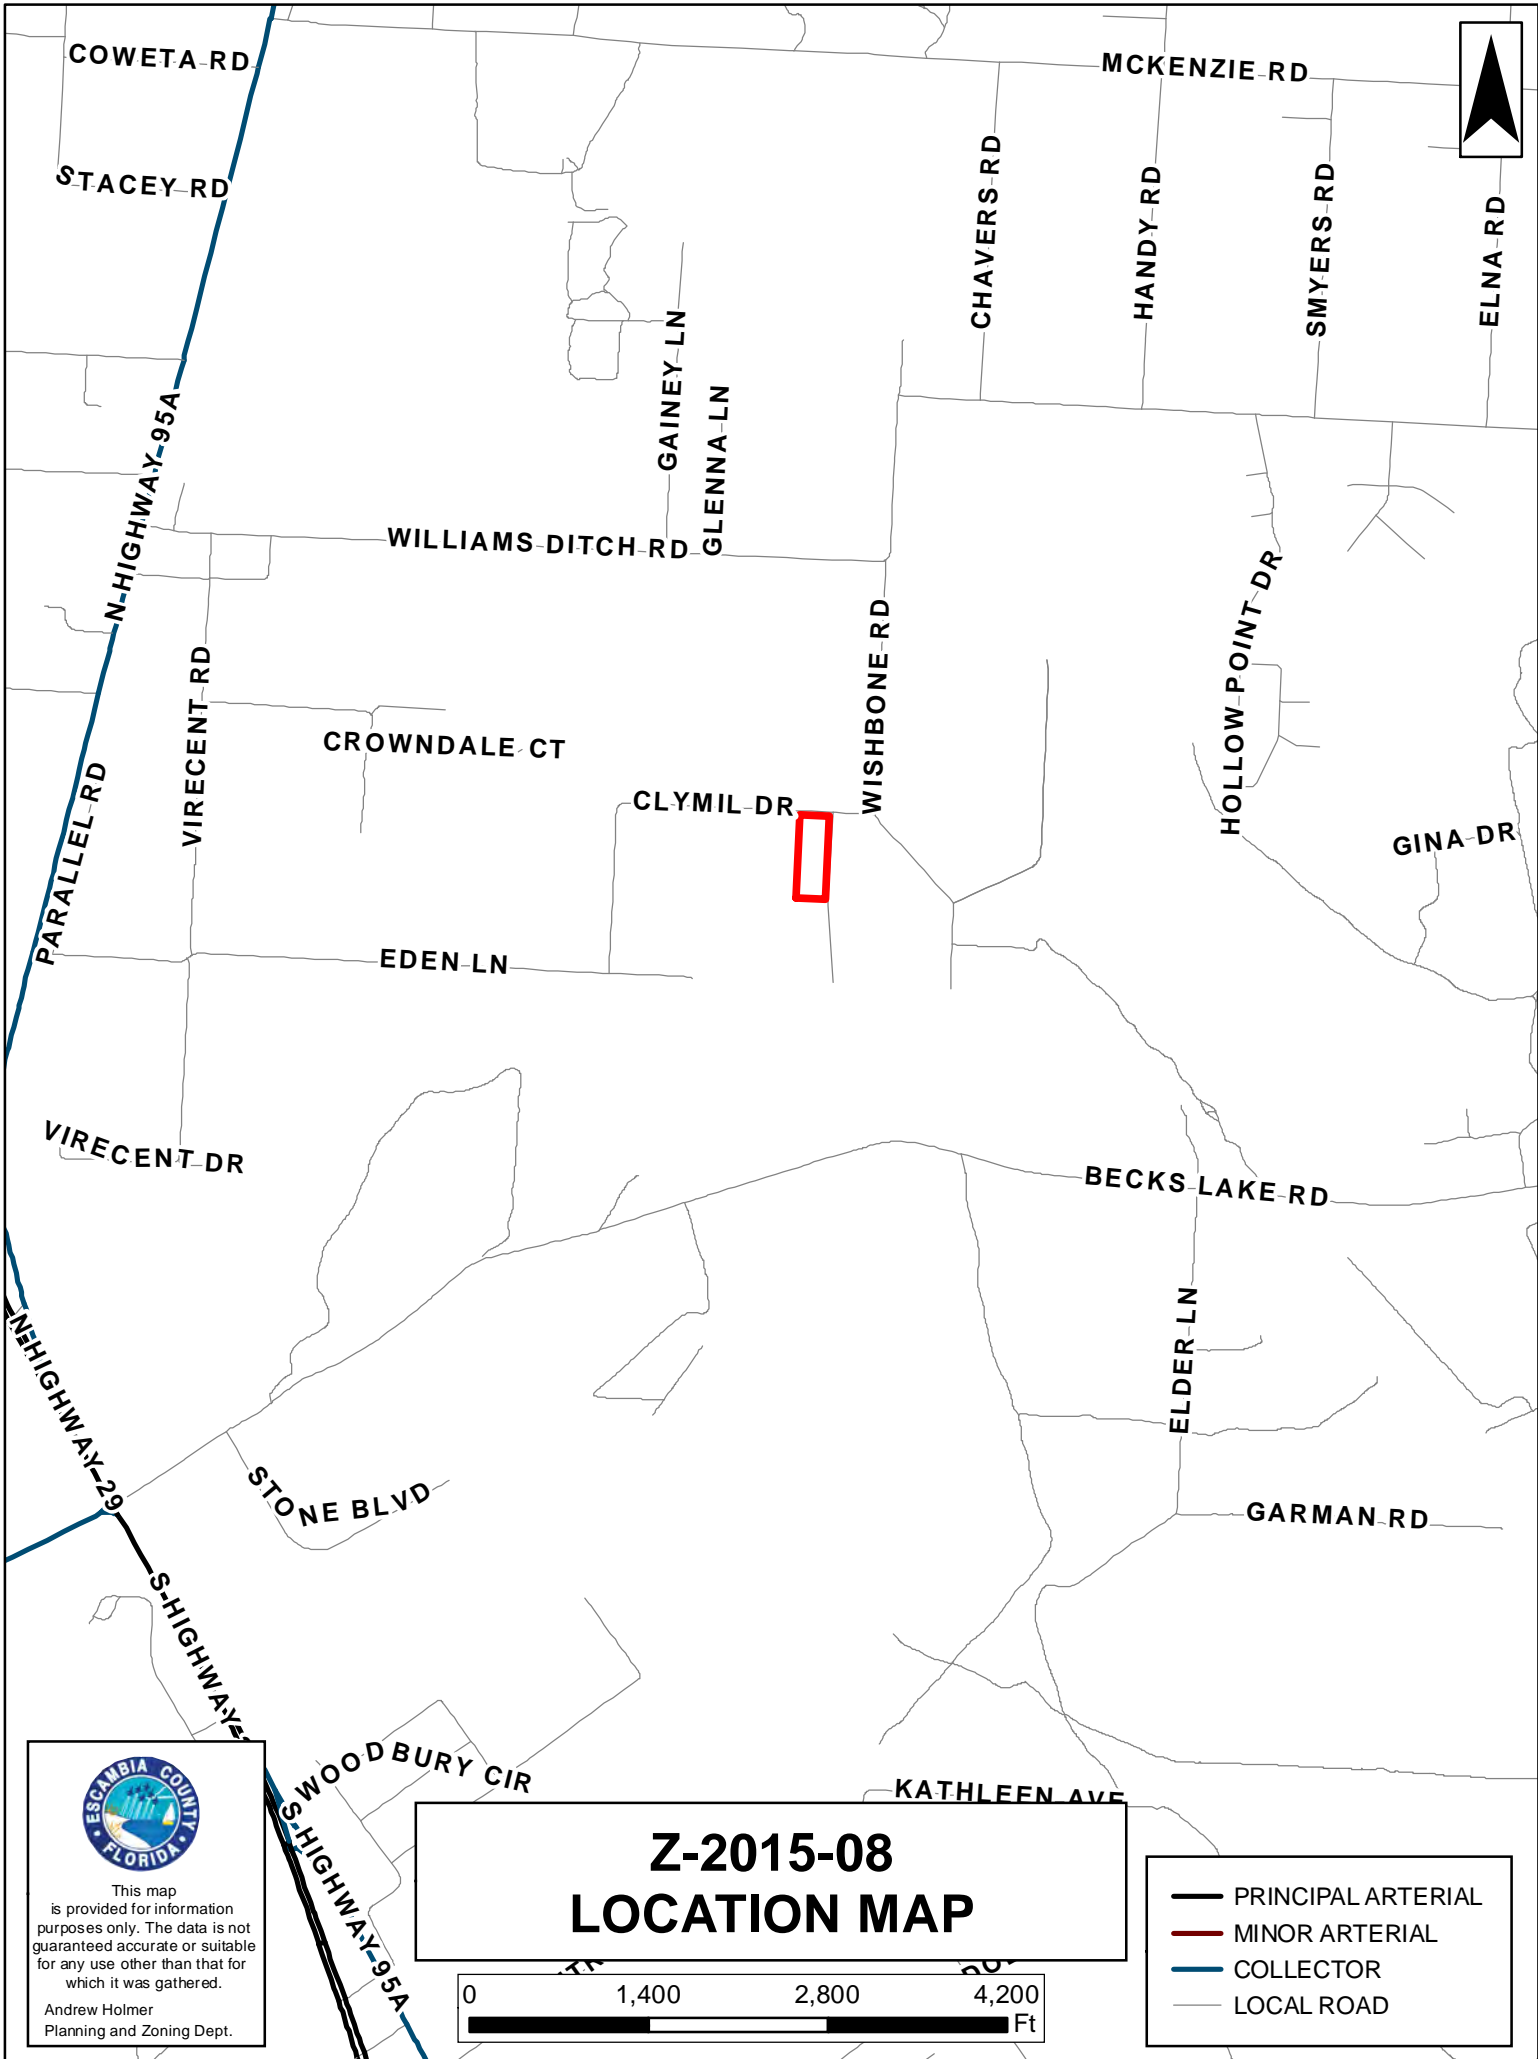 COWETA RD
MCKENZIE RD
STACEY RD
CHAVERS RD
HANDY RD
SMYERS RD
ELNA RD
GAINEY LN
GLENNA LN
N HIGHWAY 95A
WILLIAMS DITCH RD
HOLLOW POINT DR
WISHBONE RD
VIRECENT RD
CROWNDALE CT
CLYMIL DR
GINA DR
PARALLEL RD
EDEN LN
VIRECENT DR
BECKS LAKE RD
ELDER LN
N HIGHWAY 29
STONE BLVD
GARMAN RD
S HIGHWAY
WOODBURY CIR
KATHLEEN AVE
S HIGHWAY 95A
ESCAMBIA COUNTY
FLORIDA
This map
is provided for information
purposes only. The data is not
guaranteed accurate or suitable
for any use other than that for
which it was gathered.
Andrew Holmer
Planning and Zoning Dept.
Z-2015-08
LOCATION MAP
0 1,400 2,800 4,200
Ft
PRINCIPAL ARTERIAL
MINOR ARTERIAL
COLLECTOR
LOCAL ROAD